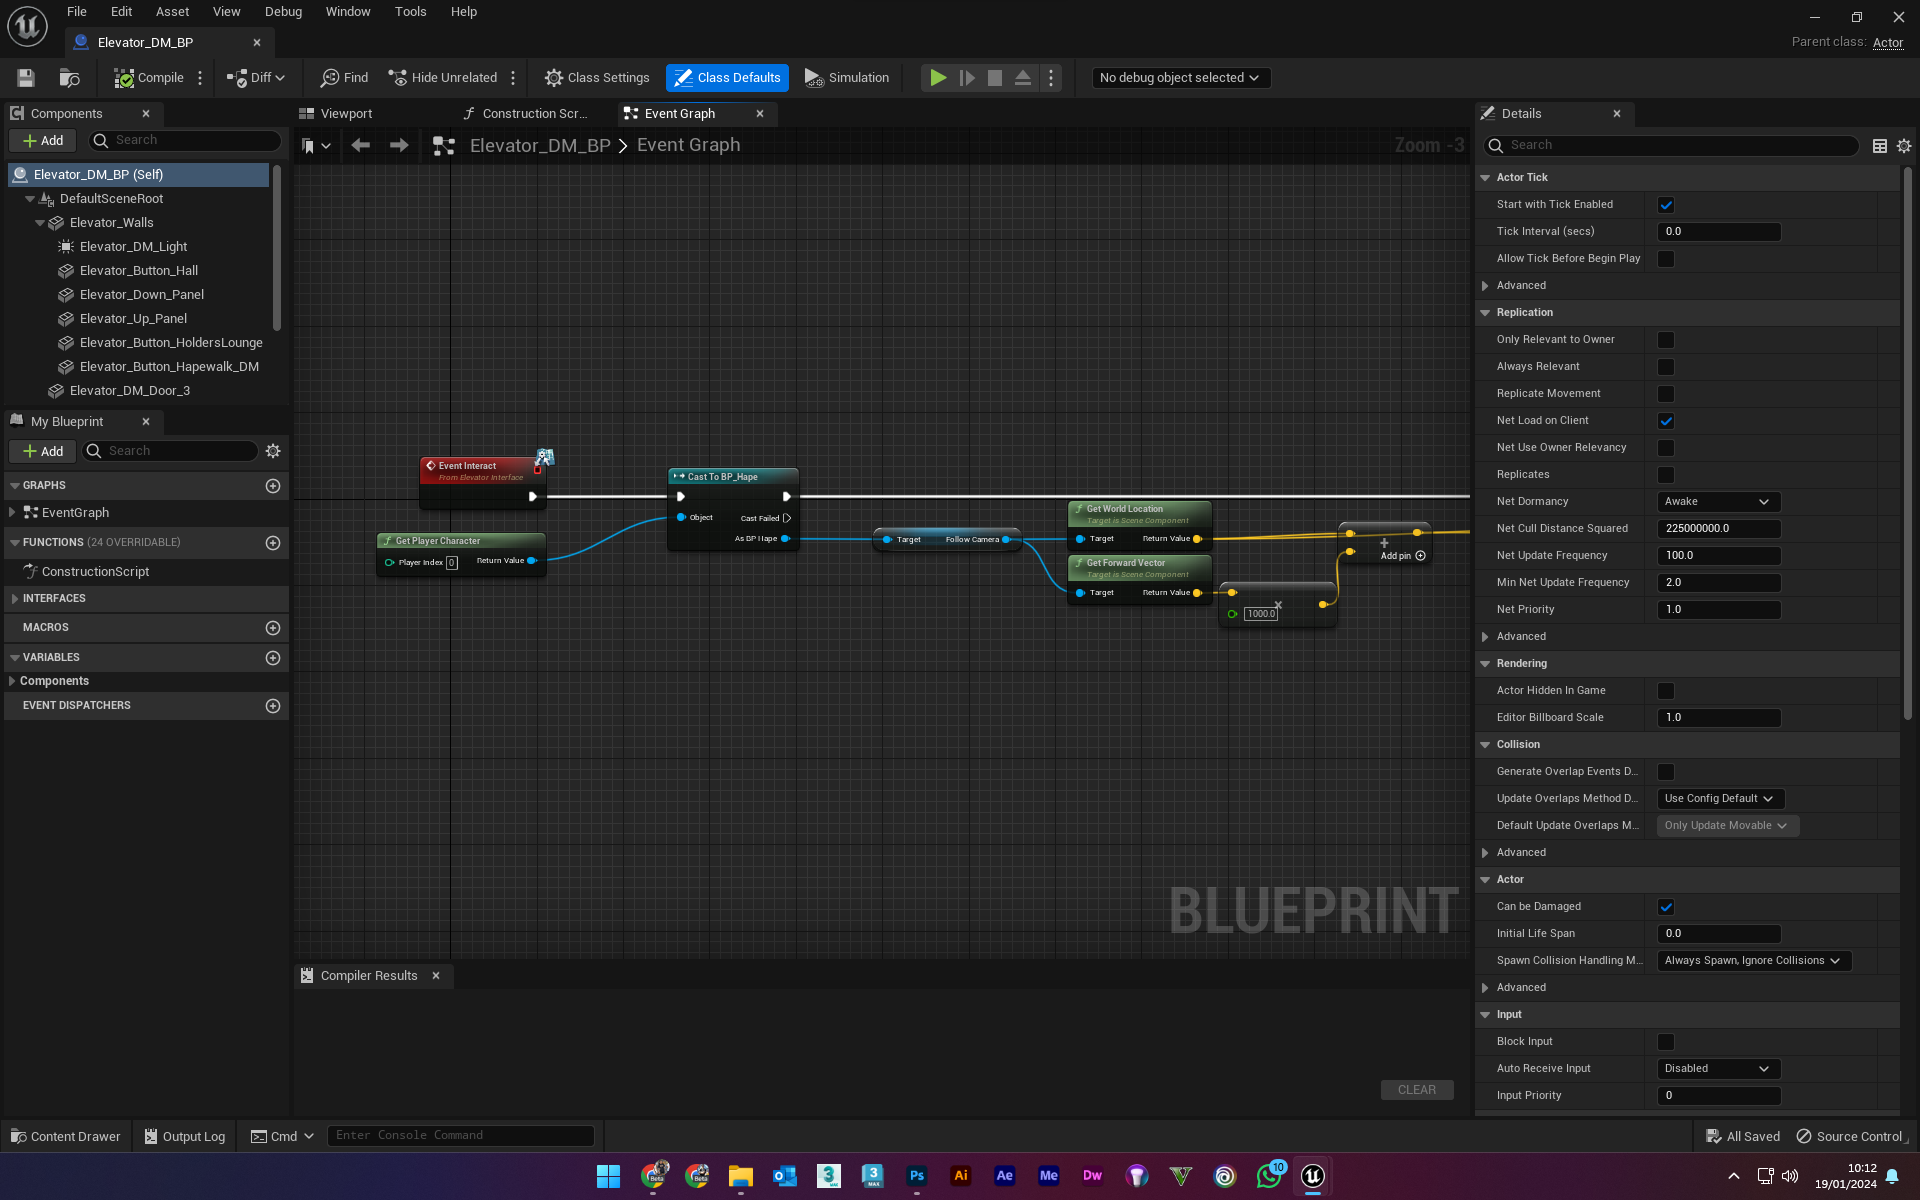 File Edit Asset View Debug Window Tools Help
Elevator_DM_BP
Parent class: Actor
Compile Diff Find Hide Unrelated Class Settings Class Defaults Simulation No debug object selected
Components
Add Search
Elevator_DM_BP (Self)
DefaultSceneRoot
Elevator_Walls
Elevator_DM_Light
Elevator_Button_Hall
Elevator_Down_Panel
Elevator_Up_Panel
Elevator_Button_HoldersLounge
Elevator_Button_Hapewalk_DM
Elevator_DM_Door_3
My Blueprint
Add Search
GRAPHS
EventGraph
FUNCTIONS (24 OVERRIDABLE)
ConstructionScript
INTERFACES
MACROS
VARIABLES
Components
EVENT DISPATCHERS
Viewport Construction Scr... Event Graph
Elevator_DM_BP > Event Graph
Zoom -3
Event Interact
From Elevator Interface
Get Player Character
Player Index 0 Return Value
Cast To BP_Hape
Object Cast Failed
As BP Hape
Target Follow Camera
Get World Location
Target is Scene Component
Target Return Value
Get Forward Vector
Target is Scene Component
Target Return Value
1000.0
Add pin
BLUEPRINT
Compiler Results
CLEAR
Details
Search
Actor Tick
Start with Tick Enabled
Tick Interval (secs) 0.0
Allow Tick Before Begin Play
Advanced
Replication
Only Relevant to Owner
Always Relevant
Replicate Movement
Net Load on Client
Net Use Owner Relevancy
Replicates
Net Dormancy Awake
Net Cull Distance Squared 225000000.0
Net Update Frequency 100.0
Min Net Update Frequency 2.0
Net Priority 1.0
Advanced
Rendering
Actor Hidden In Game
Editor Billboard Scale 1.0
Collision
Generate Overlap Events D...
Update Overlaps Method D... Use Config Default
Default Update Overlaps M... Only Update Movable
Advanced
Actor
Can be Damaged
Initial Life Span 0.0
Spawn Collision Handling M... Always Spawn, Ignore Collisions
Advanced
Input
Block Input
Auto Receive Input Disabled
Input Priority 0
Content Drawer Output Log Cmd Enter Console Command All Saved Source Control
Beta Beta 3 3 MAX Ps Ai Ae Me Dw 10
10:12
19/01/2024